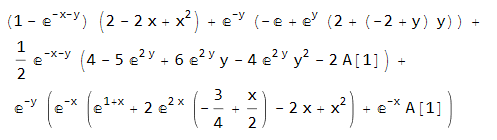 (1 - e^(-x-y)) (2 - 2 x + x^2) + e^(-y) (-e + e^y (2 + (-2 + y) y)) +
1/2 e^(-x-y) (4 - 5 e^(2 y) + 6 e^(2 y) y - 4 e^(2 y) y^2 - 2 A[1]) +
e^(-y) (e^(-x) (e^(1+x) + 2 e^(2 x) (-3/4 + x/2) - 2 x + x^2) + e^(-x) A[1])